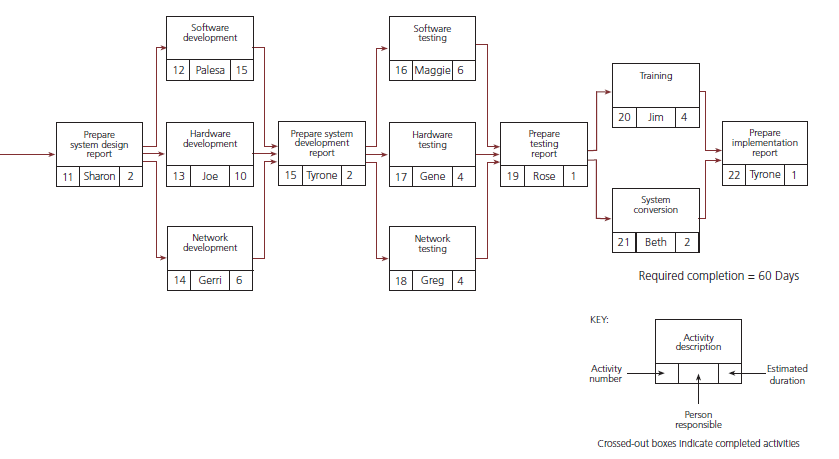 Software
development
12 Palesa 15
Software
testing
16 Maggie 6
Training
20 Jim 4
Prepare
system design
report
11 Sharon 2
Hardware
development
13 Joe 10
Prepare system
development
report
15 Tyrone 2
Hardware
testing
17 Gene 4
Prepare
testing
report
19 Rose 1
Prepare
implementation
report
22 Tyrone 1
Network
development
14 Gerri 6
Network
testing
18 Greg 4
System
conversion
21 Beth 2
Required completion = 60 Days
KEY:
Activity
description
Activity
number
Estimated
duration
Person
responsible
Crossed-out boxes indicate completed activities